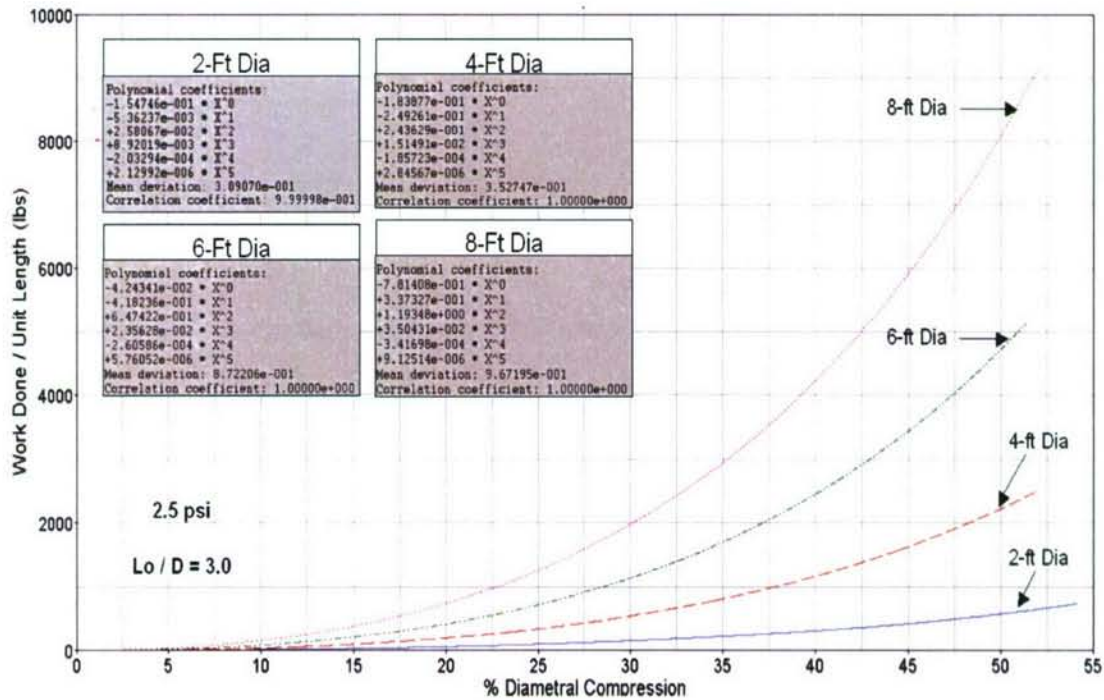 10000
8000
6000
4000
2000
0
Work Done / Unit Length (lbs)
2-Ft Dia
Polynomial coefficients:
-1.54746e-001 * X^0
-5.36237e-003 * X^1
+2.58067e-002 * X^2
+8.92019e-003 * X^3
-2.03294e-004 * X^4
+2.12992e-006 * X^5
Mean deviation: 3.09070e-001
Correlation coefficient: 9.99998e-001
4-Ft Dia
Polynomial coefficients:
-1.83877e-001 * X^0
-2.49261e-001 * X^1
+2.43629e-001 * X^2
+1.51491e-002 * X^3
-1.85723e-004 * X^4
+2.84567e-006 * X^5
Mean deviation: 3.52747e-001
Correlation coefficient: 1.00000e+000
6-Ft Dia
Polynomial coefficients:
-4.24341e-002 * X^0
-4.18236e-001 * X^1
+6.47422e-001 * X^2
+2.35628e-002 * X^3
-2.60586e-004 * X^4
+5.76052e-006 * X^5
Mean deviation: 8.72206e-001
Correlation coefficient: 1.00000e+000
8-Ft Dia
Polynomial coefficients:
-7.81408e-001 * X^0
+3.37327e-001 * X^1
+1.19348e+000 * X^2
+3.50431e-002 * X^3
-3.41698e-004 * X^4
+9.12514e-006 * X^5
Mean deviation: 9.67195e-001
Correlation coefficient: 1.00000e+000
8-ft Dia
6-ft Dia
4-ft Dia
2-ft Dia
2.5 psi
Lo / D = 3.0
0 5 10 15 20 25 30 35 40 45 50 55
% Diametral Compression